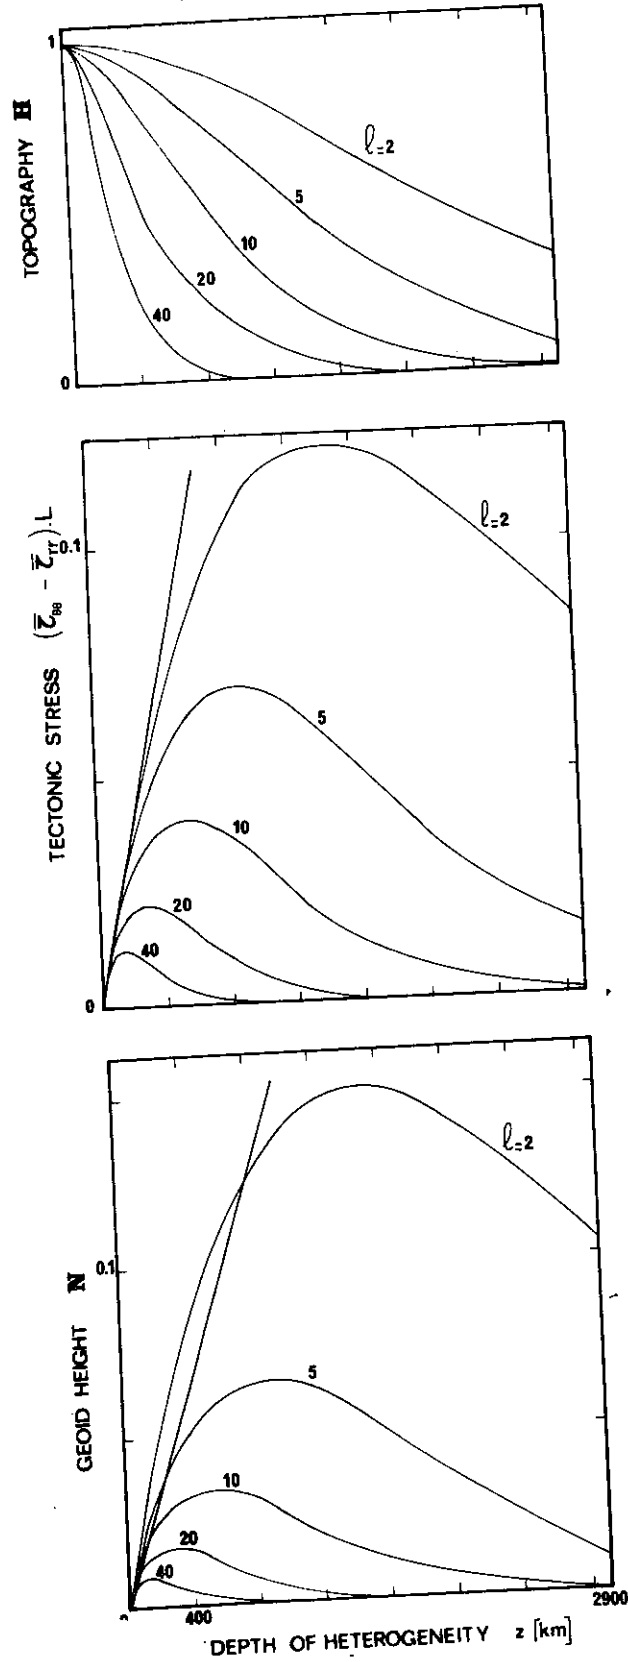 TOPOGRAPHY H
1
ℓ=2
5
10
20
40
0
TECTONIC STRESS (τ̿θθ - τ̿rr).L
0.1
ℓ=2
5
10
20
40
0
GEOID HEIGHT N
0.1
ℓ=2
5
10
20
40
400
2900
DEPTH OF HETEROGENEITY z [km]